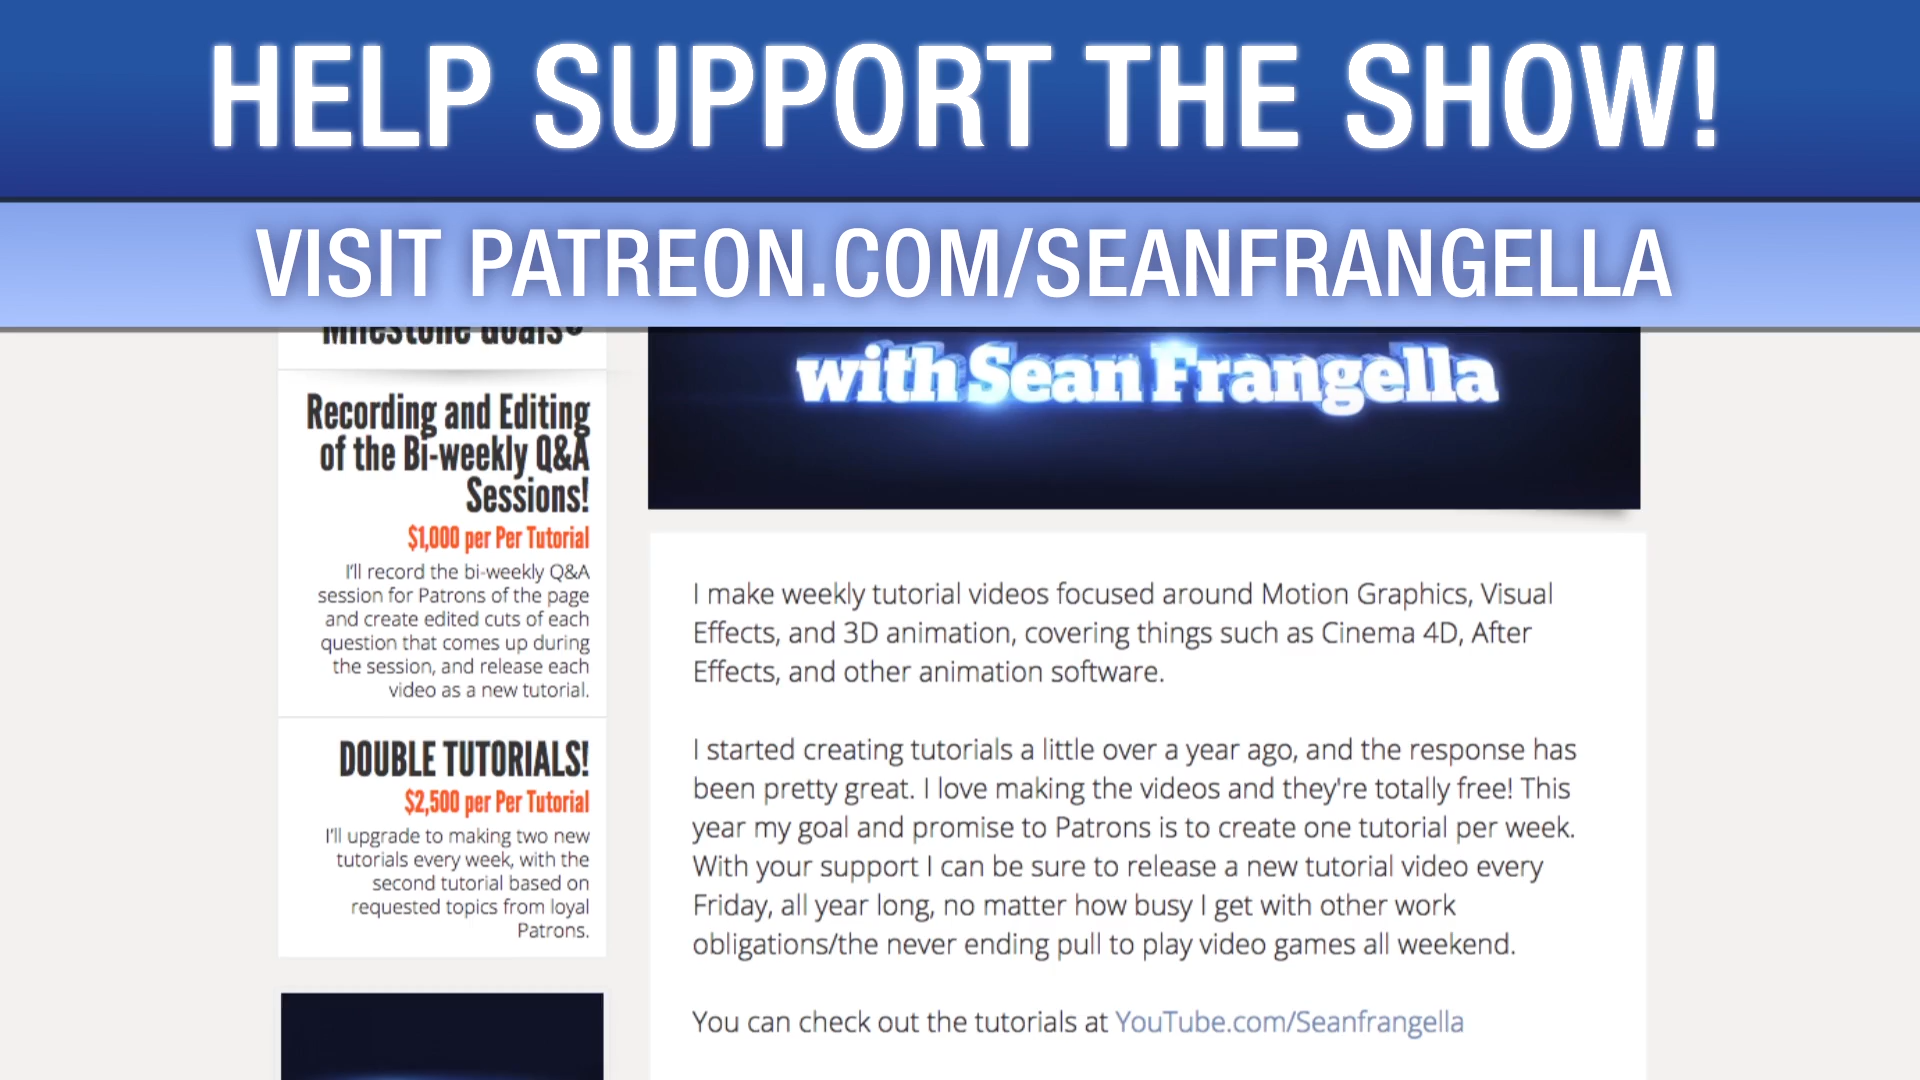 HELP SUPPORT THE SHOW!
VISIT PATREON.COM/SEANFRANGELLA
Milestone Goals
Recording and Editing
of the Bi-weekly Q&A
Sessions!
$1,000 per Per Tutorial
I'll record the bi-weekly Q&A
session for Patrons of the page
and create edited cuts of each
question that comes up during
the session, and release each
video as a new tutorial.
DOUBLE TUTORIALS!
$2,500 per Per Tutorial
I'll upgrade to making two new
tutorials every week, with the
second tutorial based on
requested topics from loyal
Patrons.
with Sean Frangella
I make weekly tutorial videos focused around Motion Graphics, Visual
Effects, and 3D animation, covering things such as Cinema 4D, After
Effects, and other animation software.
I started creating tutorials a little over a year ago, and the response has
been pretty great. I love making the videos and they're totally free! This
year my goal and promise to Patrons is to create one tutorial per week.
With your support I can be sure to release a new tutorial video every
Friday, all year long, no matter how busy I get with other work
obligations/the never ending pull to play video games all weekend.
You can check out the tutorials at YouTube.com/Seanfrangella